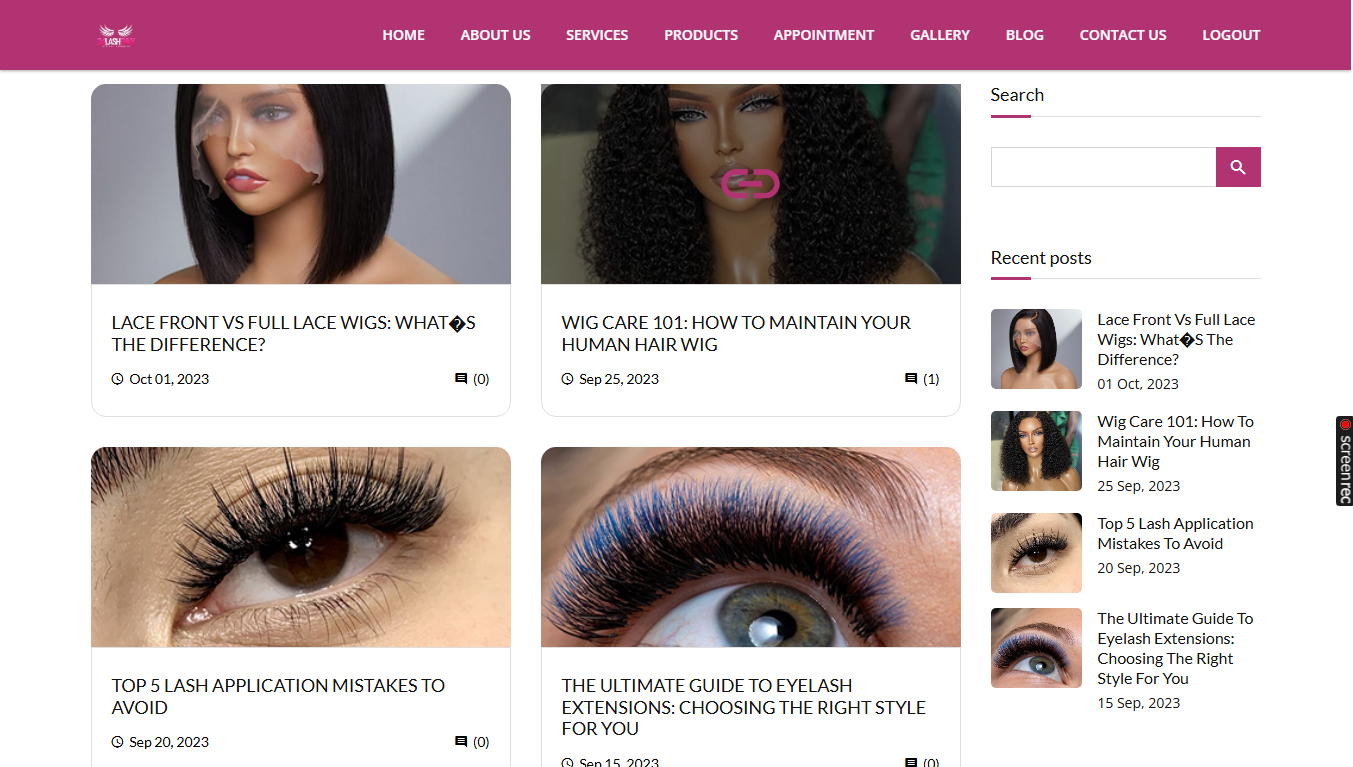 LASH
HOME ABOUT US SERVICES PRODUCTS APPOINTMENT GALLERY BLOG CONTACT US LOGOUT
LACE FRONT VS FULL LACE WIGS: WHAT�S
THE DIFFERENCE?
Oct 01, 2023 (0)
WIG CARE 101: HOW TO MAINTAIN YOUR
HUMAN HAIR WIG
Sep 25, 2023 (1)
TOP 5 LASH APPLICATION MISTAKES TO
AVOID
Sep 20, 2023 (0)
THE ULTIMATE GUIDE TO EYELASH
EXTENSIONS: CHOOSING THE RIGHT STYLE
FOR YOU
Sep 15, 2023 (0)
Search
Recent posts
Lace Front Vs Full Lace
Wigs: What�S The
Difference?
01 Oct, 2023
Wig Care 101: How To
Maintain Your Human
Hair Wig
25 Sep, 2023
Top 5 Lash Application
Mistakes To Avoid
20 Sep, 2023
The Ultimate Guide To
Eyelash Extensions:
Choosing The Right
Style For You
15 Sep, 2023
screenrec